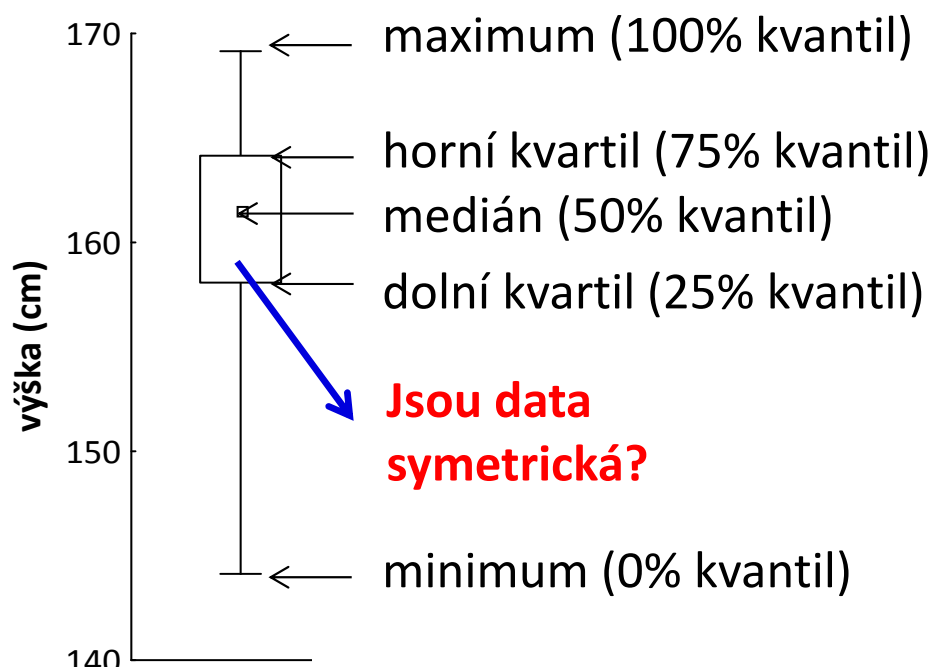 170
maximum (100% kvantil)
horní kvartil (75% kvantil)
medián (50% kvantil)
160
dolní kvartil (25% kvantil)
výška (cm)
Jsou data
symetrická?
150
minimum (0% kvantil)
140